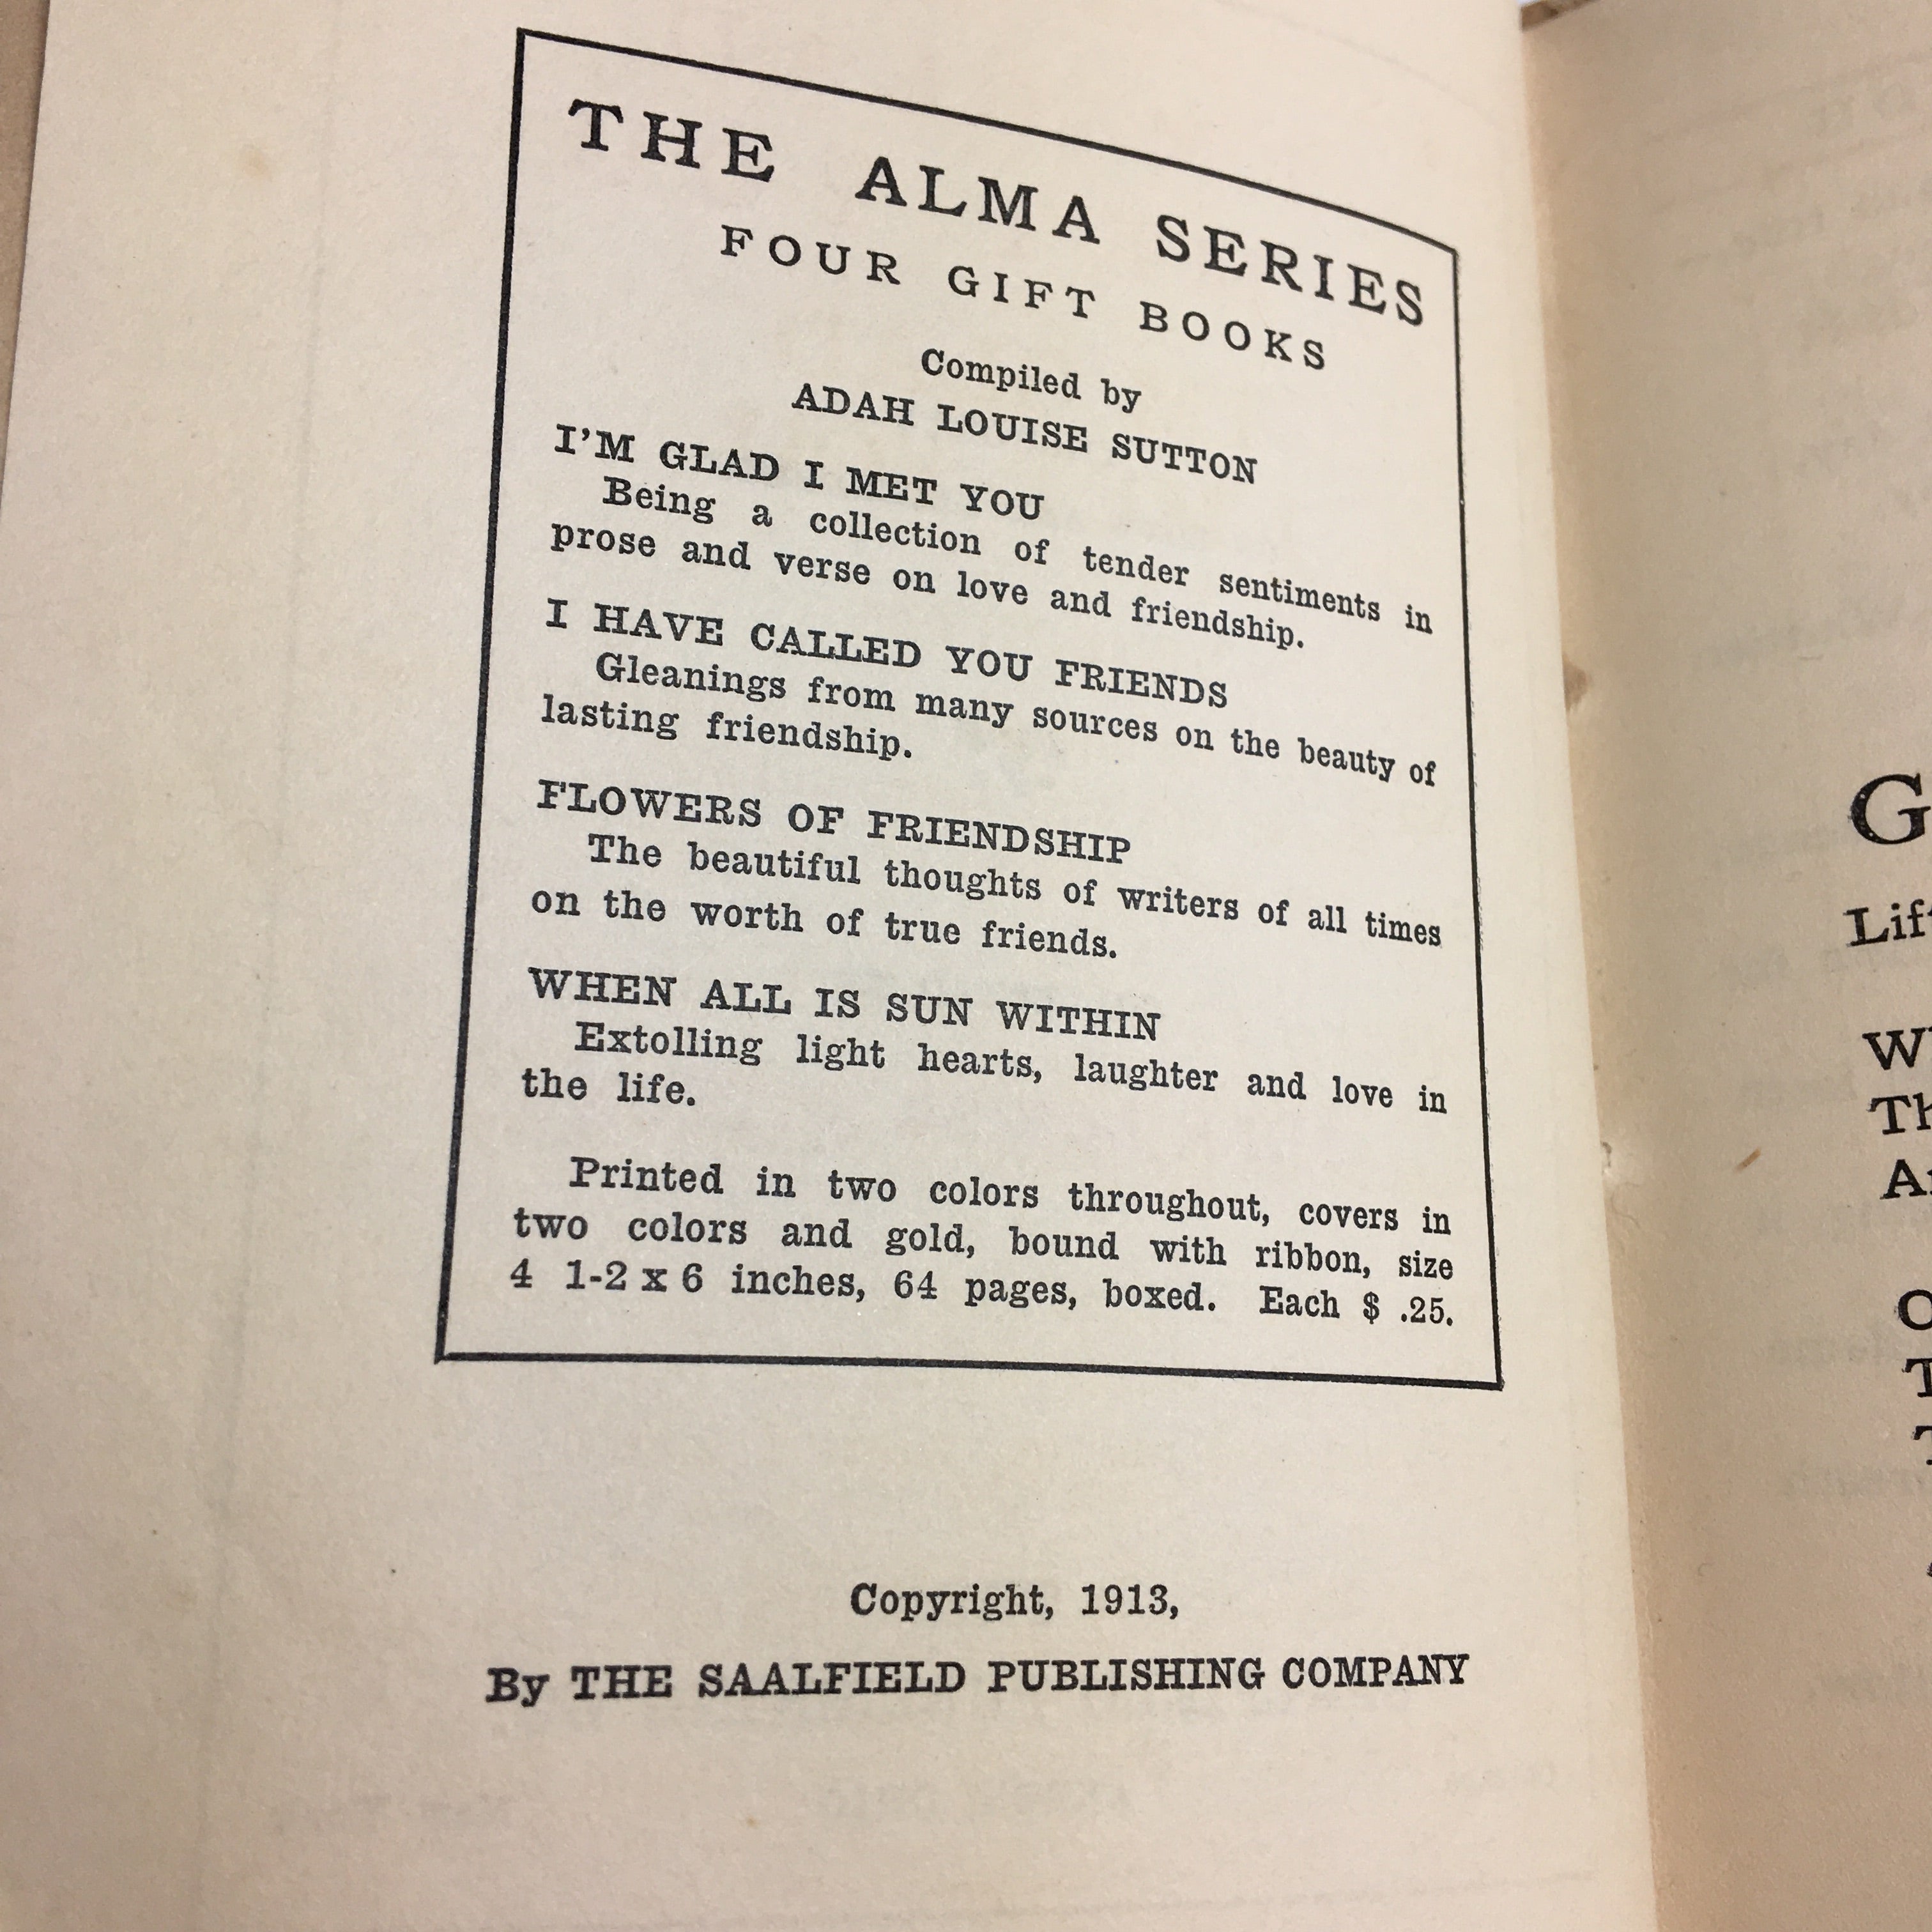 THE ALMA SERIES
FOUR GIFT BOOKS
Compiled by
ADAH LOUISE SUTTON
I'M GLAD I MET YOU
Being a collection of tender sentiments in
prose and verse on love and friendship.
I HAVE CALLED YOU FRIENDS
Gleanings from many sources on the beauty of
lasting friendship.
FLOWERS OF FRIENDSHIP
The beautiful thoughts of writers of all times
on the worth of true friends.
WHEN ALL IS SUN WITHIN
Extolling light hearts, laughter and love in
the life.
Printed in two colors throughout, covers in
two colors and gold, bound with ribbon, size
4 1-2 x 6 inches, 64 pages, boxed. Each $ .25.
Copyright, 1913,
By THE SAALFIELD PUBLISHING COMPANY